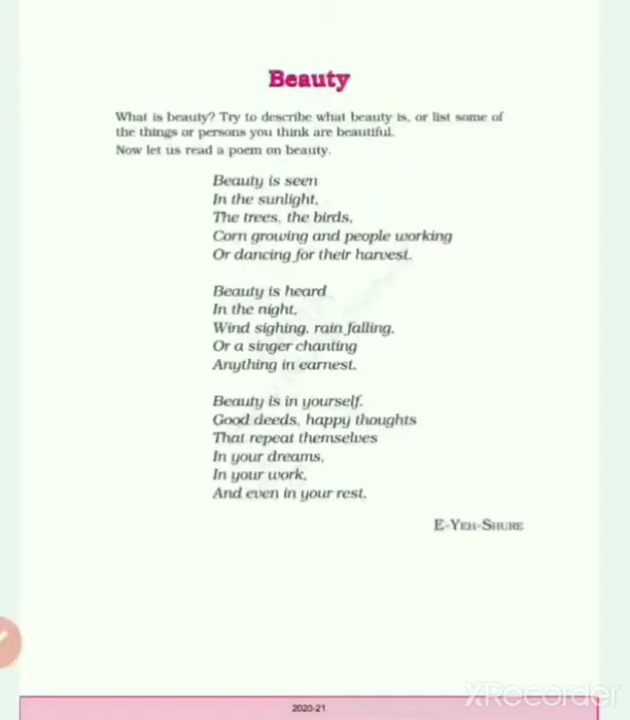 Beauty
What is beauty? Try to describe what beauty is, or list some of
the things or persons you think are beautiful.
Now let us read a poem on beauty.
Beauty is seen
In the sunlight,
The trees, the birds,
Corn growing and people working
Or dancing for their harvest.
Beauty is heard
In the night,
Wind sighing, rain falling,
Or a singer chanting
Anything in earnest.
Beauty is in yourself.
Good deeds, happy thoughts
That repeat themselves
In your dreams,
In your work,
And even in your rest.
E-YEH-SHURE
2020-21
XRecorder